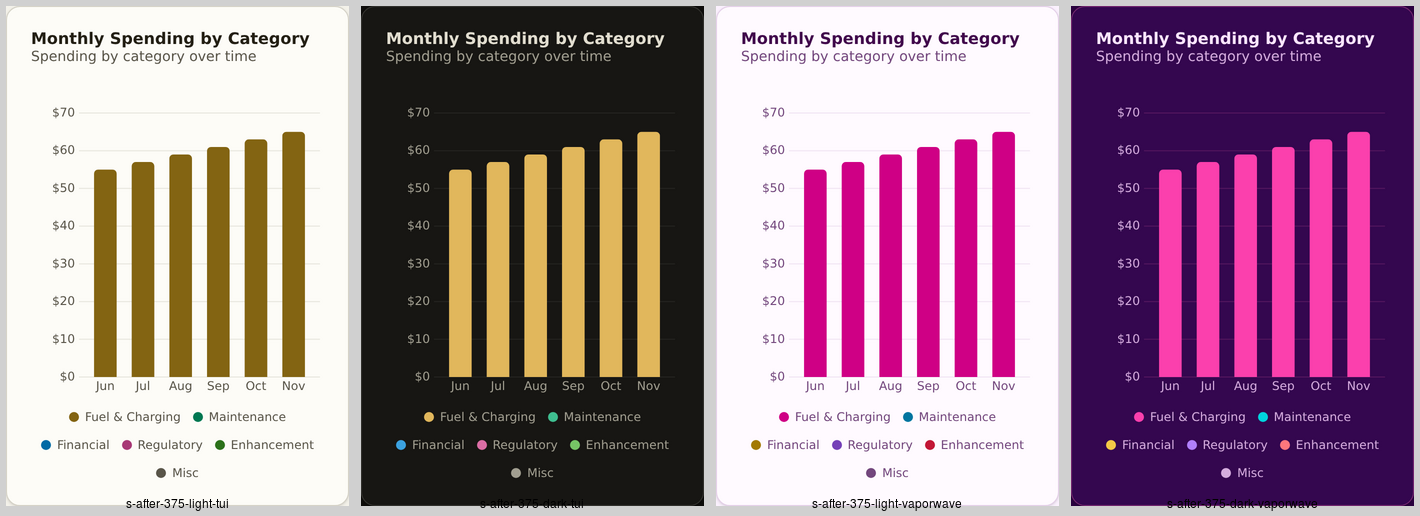 Monthly Spending by Category
Spending by category over time
$70
$60
$50
$40
$30
$20
$10
$0
Jun Jul Aug Sep Oct Nov
Fuel & Charging Maintenance
Financial Regulatory Enhancement
Misc
s-after-375-light-tui
Monthly Spending by Category
Spending by category over time
$70
$60
$50
$40
$30
$20
$10
$0
Jun Jul Aug Sep Oct Nov
Fuel & Charging Maintenance
Financial Regulatory Enhancement
Misc
s-after-375-dark-tui
Monthly Spending by Category
Spending by category over time
$70
$60
$50
$40
$30
$20
$10
$0
Jun Jul Aug Sep Oct Nov
Fuel & Charging Maintenance
Financial Regulatory Enhancement
Misc
s-after-375-light-vaporwave
Monthly Spending by Category
Spending by category over time
$70
$60
$50
$40
$30
$20
$10
$0
Jun Jul Aug Sep Oct Nov
Fuel & Charging Maintenance
Financial Regulatory Enhancement
Misc
s-after-375-dark-vaporwave